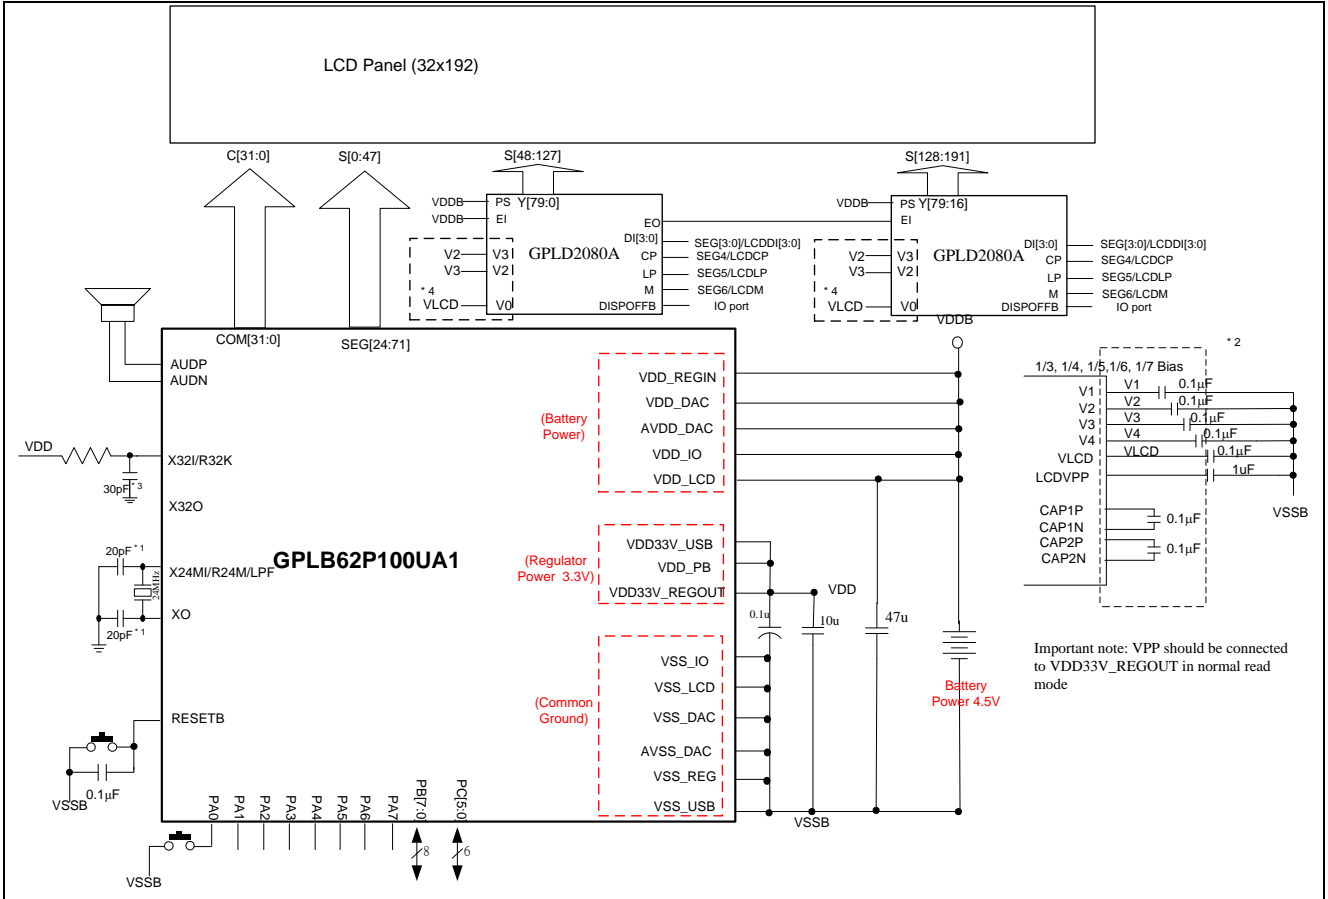 LCD Panel (32x192)
C[31:0]
S[0:47]
S[48:127]
S[128:191]
VDDB
PS Y[79:0]
VDDB
EI
EO
DI[3:0]
SEG[3:0]/LCDDI[3:0]
GPLD2080A
V2
V3
CP
SEG4/LCDCP
V3
V2
LP
SEG5/LCDLP
* 4
M
SEG6/LCDM
VLCD
V0
DISPOFFB
IO port
VDDB
PS Y[79:16]
EI
DI[3:0]
SEG[3:0]/LCDDI[3:0]
GPLD2080A
V2
V3
CP
SEG4/LCDCP
V3
V2
LP
SEG5/LCDLP
* 4
M
SEG6/LCDM
VLCD
V0
DISPOFFB
IO port
VDDB
COM[31:0]
SEG[24:71]
AUDP
AUDN
VDD
X32I/R32K
30pF *3
X32O
20pF *1
X24MI/R24M/LPF
24MHz
XO
20pF *1
GPLB62P100UA1
RESETB
0.1μF
VSSB
VSSB
PA0
PA1
PA2
PA3
PA4
PA5
PA6
PA7
PB[7:0]
PC[5:0]
8
6
(Battery
Power)
VDD_REGIN
VDD_DAC
AVDD_DAC
VDD_IO
VDD_LCD
(Regulator
Power 3.3V)
VDD33V_USB
VDD_PB
VDD33V_REGOUT
VDD
0.1u
10u
47u
(Common
Ground)
VSS_IO
VSS_LCD
VSS_DAC
AVSS_DAC
VSS_REG
VSS_USB
VSSB
Battery
Power 4.5V
* 2
1/3, 1/4, 1/5,1/6, 1/7 Bias
V1
V1
0.1μF
V2
V2
0.1μF
V3
V3
0.1μF
V4
V4
0.1μF
VLCD
VLCD
0.1μF
LCDVPP
1uF
VSSB
CAP1P
CAP1N
0.1μF
CAP2P
CAP2N
0.1μF
Important note: VPP should be connected
to VDD33V_REGOUT in normal read
mode